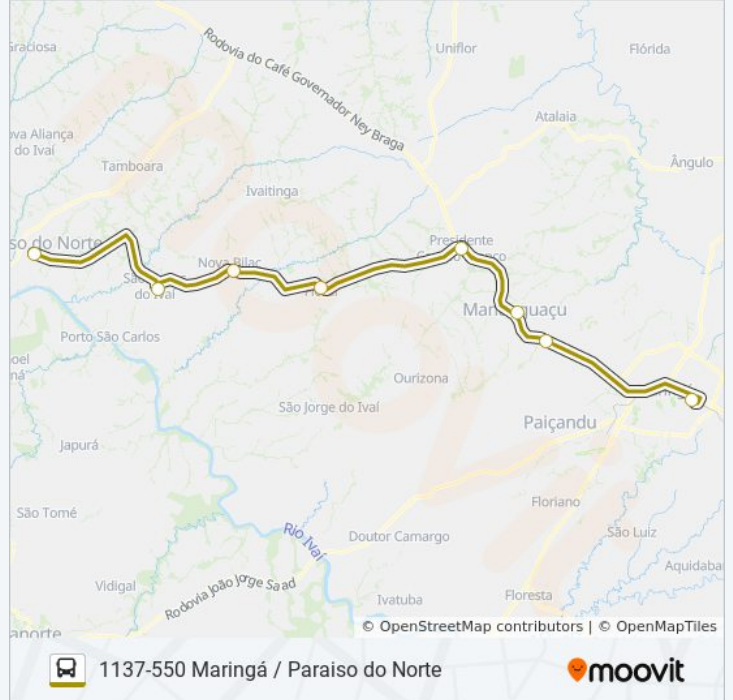 Graciosa
Uniflor
Flórida
Rodovia do Café Governador Ney Braga
Atalaia
va Aliança
do Ivaí
Tamboara
Ângulo
Ivaitinga
so do Norte
Presidente
Nova Bilac
do Ivaí
Porto São Carlos
Ourizona
São Jorge do Ivaí
Paiçandu
Japurá
Floriano
São Tomé
Rio Ivaí
Doutor Camargo
São Luiz
Aquidaba
Vidigal
Rodovia João Jorge Saad
Ivatuba
Floresta
© OpenStreetMap contributors | © OpenMapTiles
1137-550 Maringá / Paraiso do Norte
moovit